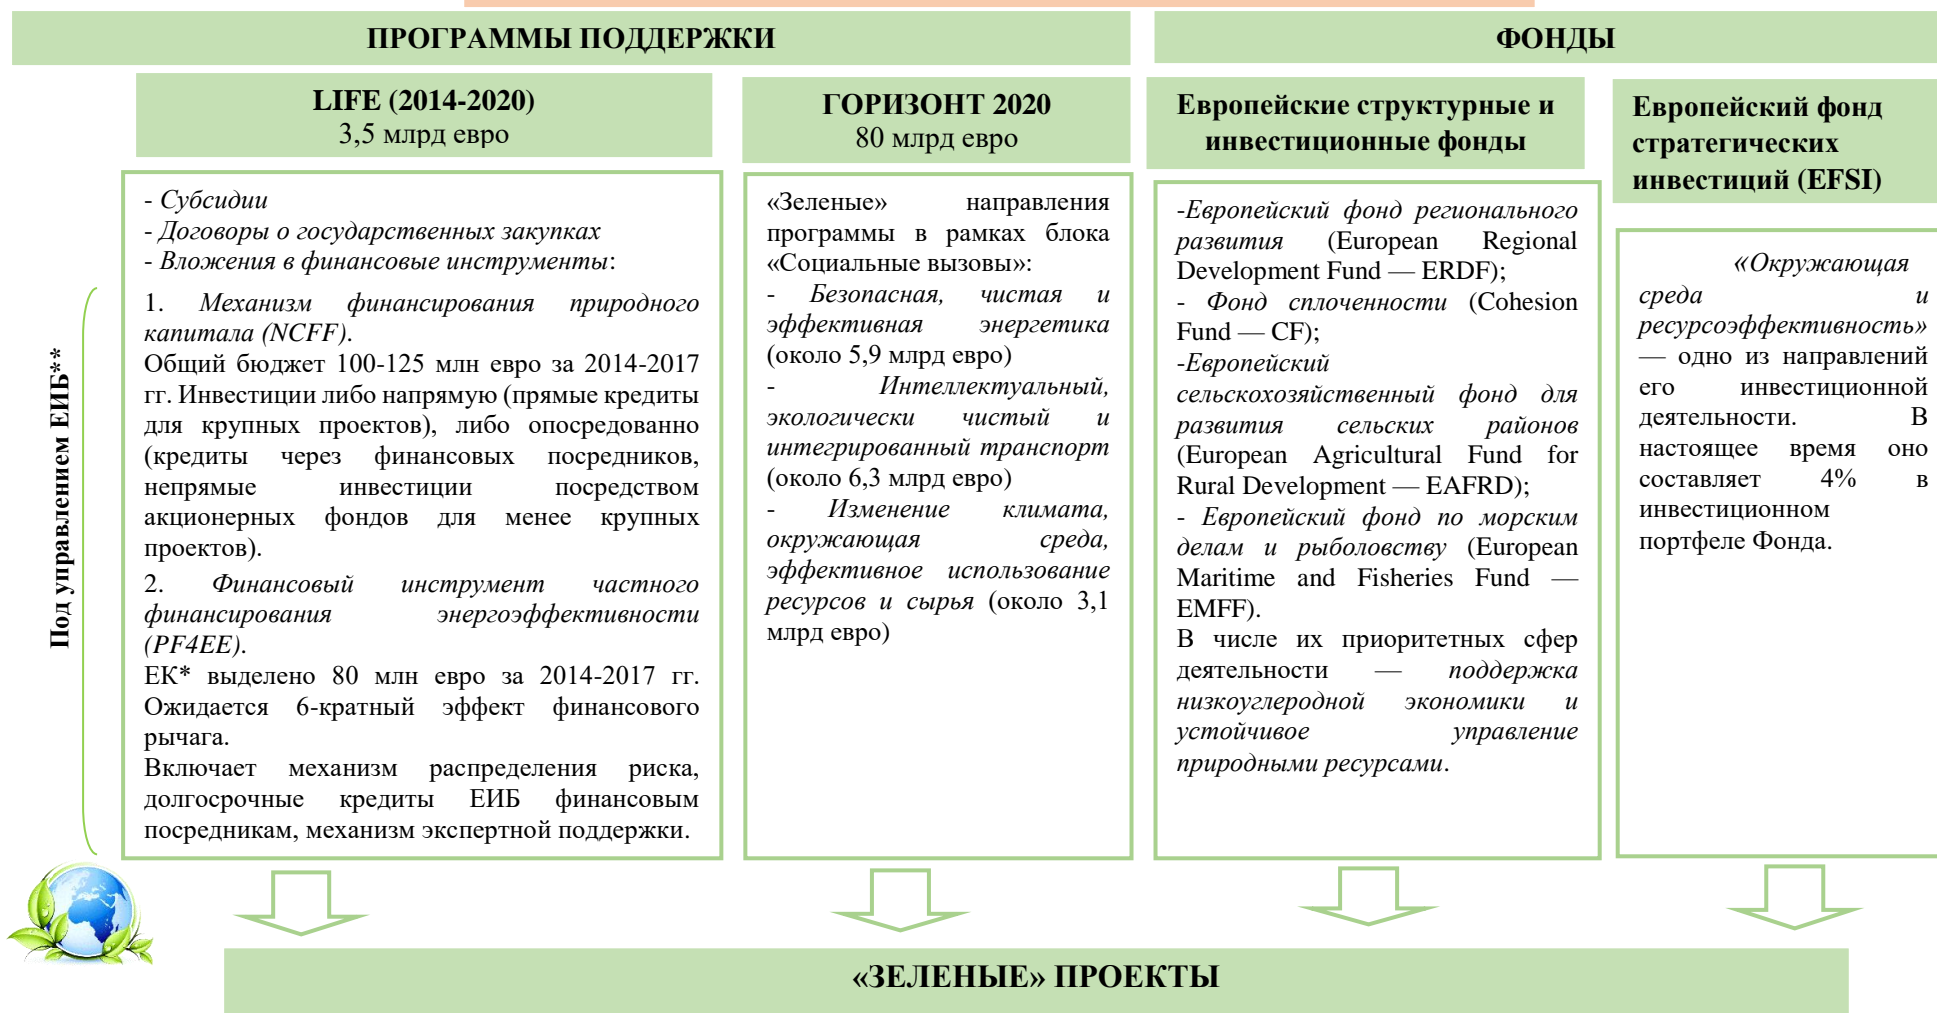 ПРОГРАММЫ ПОДДЕРЖКИ
ФОНДЫ
LIFE (2014-2020)
3,5 млрд евро
ГОРИЗОНТ 2020
80 млрд евро
Европейские структурные и
инвестиционные фонды
Европейский фонд
стратегических
инвестиций (EFSI)
Под управлением ЕИБ**
- Субсидии
- Договоры о государственных закупках
- Вложения в финансовые инструменты:
1. Механизм финансирования природного
капитала (NCFF).
Общий бюджет 100-125 млн евро за 2014-2017
гг. Инвестиции либо напрямую (прямые кредиты
для крупных проектов), либо опосредованно
(кредиты через финансовых посредников,
непрямые инвестиции посредством
акционерных фондов для менее крупных
проектов).
2. Финансовый инструмент частного
финансирования энергоэффективности
(PF4EE).
ЕК* выделено 80 млн евро за 2014-2017 гг.
Ожидается 6-кратный эффект финансового
рычага.
Включает механизм распределения риска,
долгосрочные кредиты ЕИБ финансовым
посредникам, механизм экспертной поддержки.
«Зеленые» направления
программы в рамках блока
«Социальные вызовы»:
- Безопасная, чистая и
эффективная энергетика
(около 5,9 млрд евро)
- Интеллектуальный,
экологически чистый и
интегрированный транспорт
(около 6,3 млрд евро)
- Изменение климата,
окружающая среда,
эффективное использование
ресурсов и сырья (около 3,1
млрд евро)
-Европейский фонд регионального
развития (European Regional
Development Fund — ERDF);
- Фонд сплоченности (Cohesion
Fund — CF);
-Европейский
сельскохозяйственный фонд для
развития сельских районов
(European Agricultural Fund for
Rural Development — EAFRD);
- Европейский фонд по морским
делам и рыболовству (European
Maritime and Fisheries Fund —
EMFF).
В числе их приоритетных сфер
деятельности — поддержка
низкоуглеродной экономики и
устойчивое управление
природными ресурсами.
«Окружающая
среда и
ресурсоэффективность»
— одно из направлений
его инвестиционной
деятельности. В
настоящее время оно
составляет 4% в
инвестиционном
портфеле Фонда.
«ЗЕЛЕНЫЕ» ПРОЕКТЫ